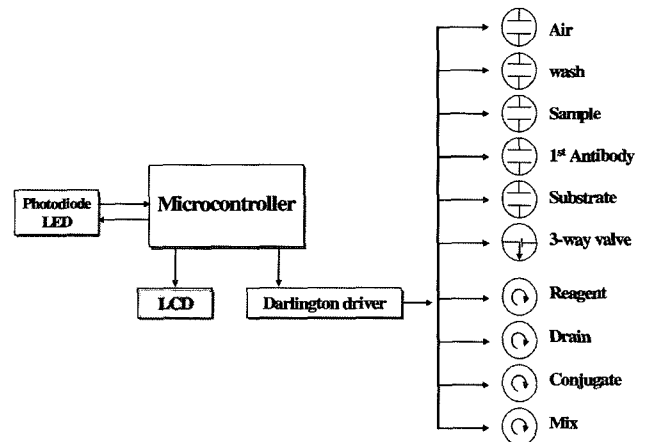 Photodiode
LED
Microcontroller
LCD
Darlington driver
Air
wash
Sample
1st Antibody
Substrate
3-way valve
Reagent
Drain
Conjugate
Mix